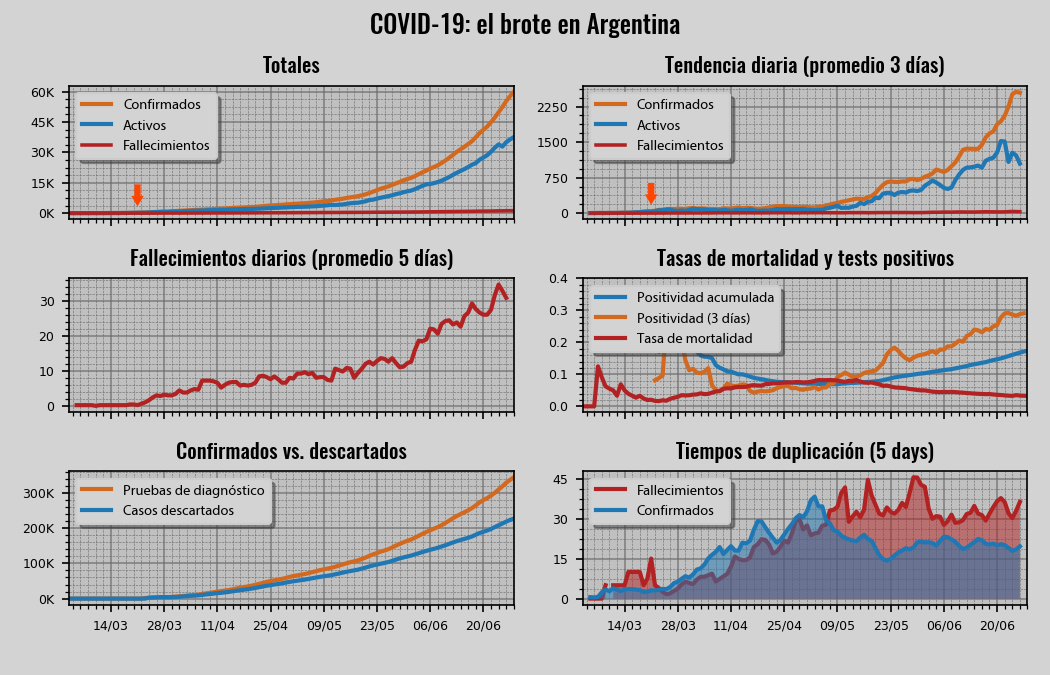 COVID-19: el brote en Argentina
Totales
60K
45K
30K
15K
0K
Confirmados
Activos
Fallecimientos
Tendencia diaria (promedio 3 días)
2250
1500
750
0
Confirmados
Activos
Fallecimientos
Fallecimientos diarios (promedio 5 días)
30
20
10
0
Tasas de mortalidad y tests positivos
0.4
0.3
0.2
0.1
0.0
Positividad acumulada
Positividad (3 días)
Tasa de mortalidad
Confirmados vs. descartados
300K
200K
100K
0K
Pruebas de diagnóstico
Casos descartados
14/03 28/03 11/04 25/04 09/05 23/05 06/06 20/06
Tiempos de duplicación (5 days)
45
30
15
0
Fallecimientos
Confirmados
14/03 28/03 11/04 25/04 09/05 23/05 06/06 20/06